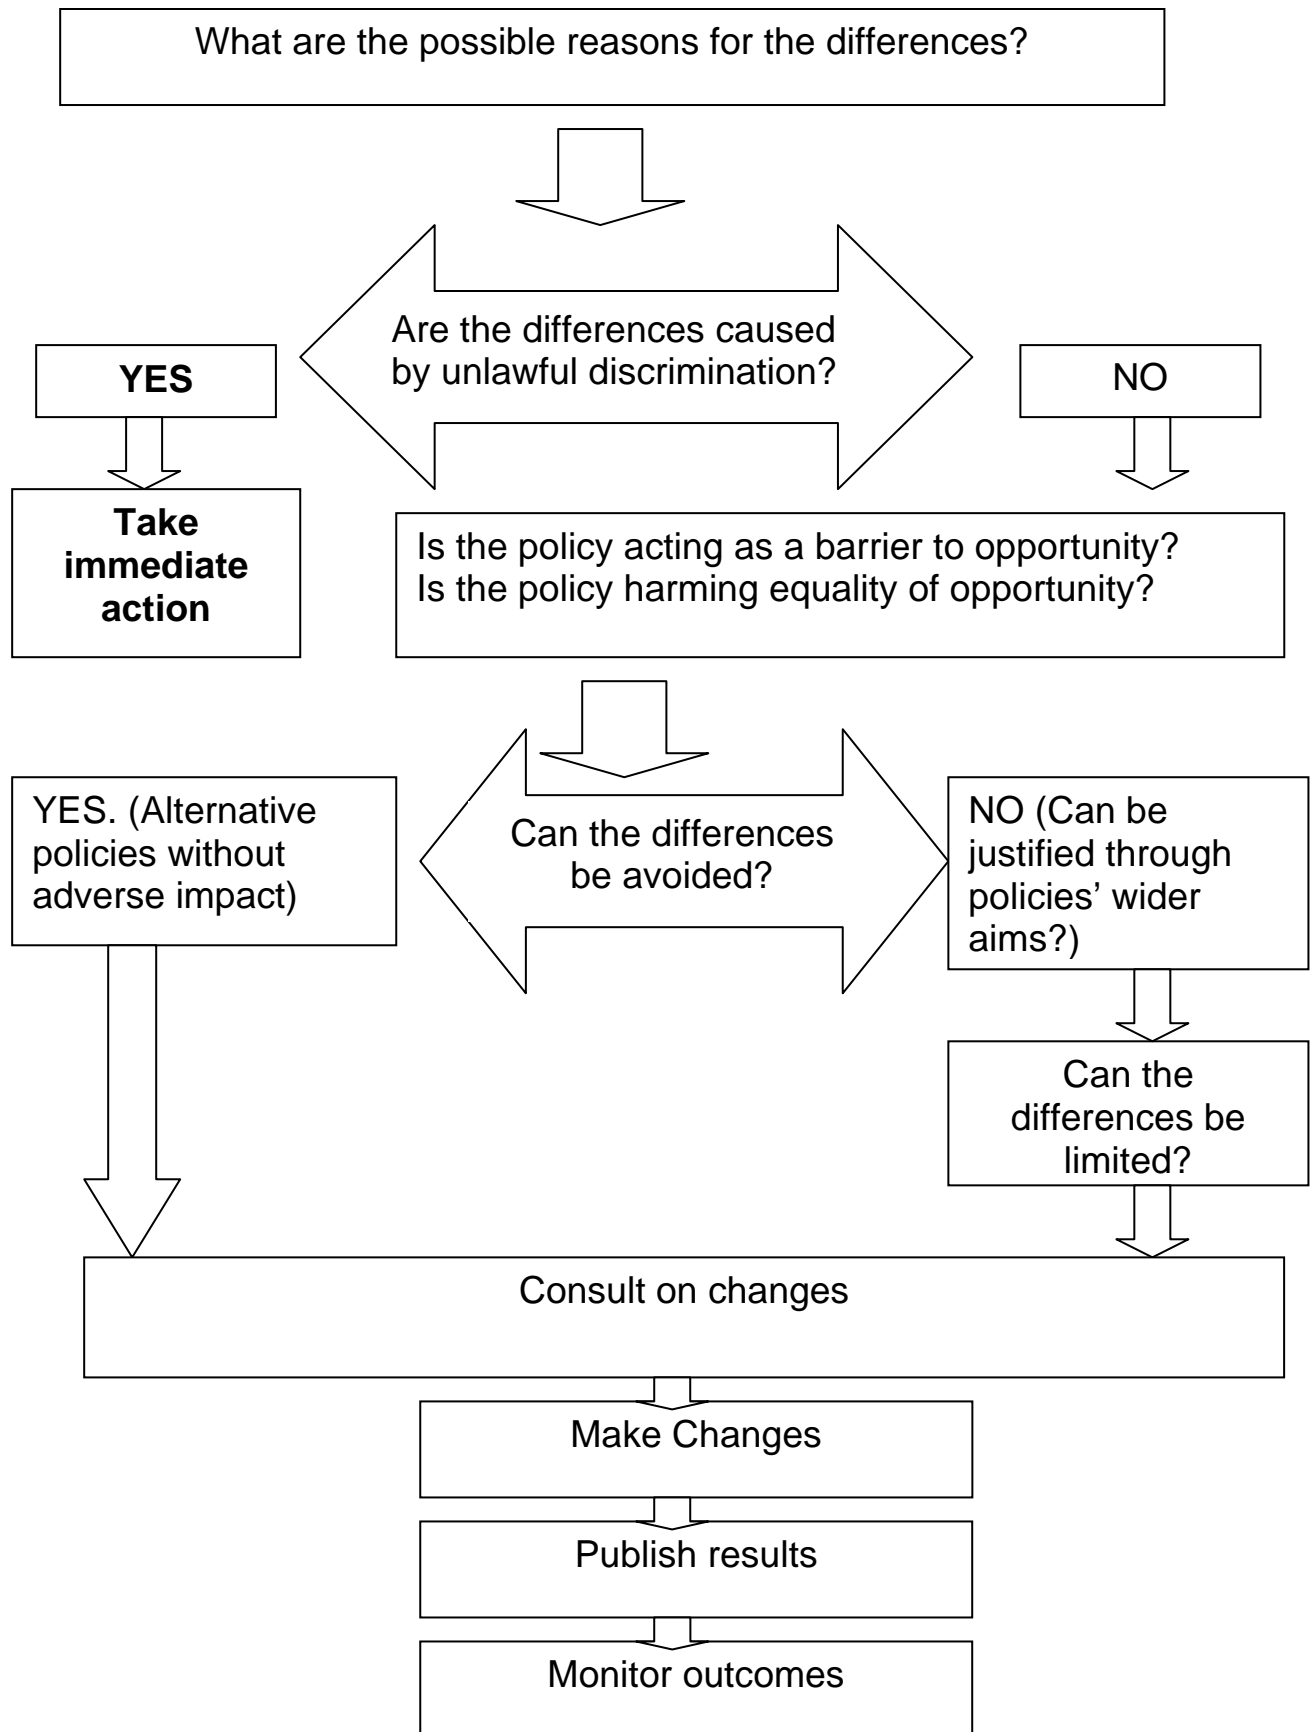 What are the possible reasons for the differences?
Are the differences caused
by unlawful discrimination?
YES
NO
Take
immediate
action
Is the policy acting as a barrier to opportunity?
Is the policy harming equality of opportunity?
YES. (Alternative
policies without
adverse impact)
Can the differences
be avoided?
NO (Can be
justified through
policies’ wider
aims?)
Can the
differences be
limited?
Consult on changes
Make Changes
Publish results
Monitor outcomes